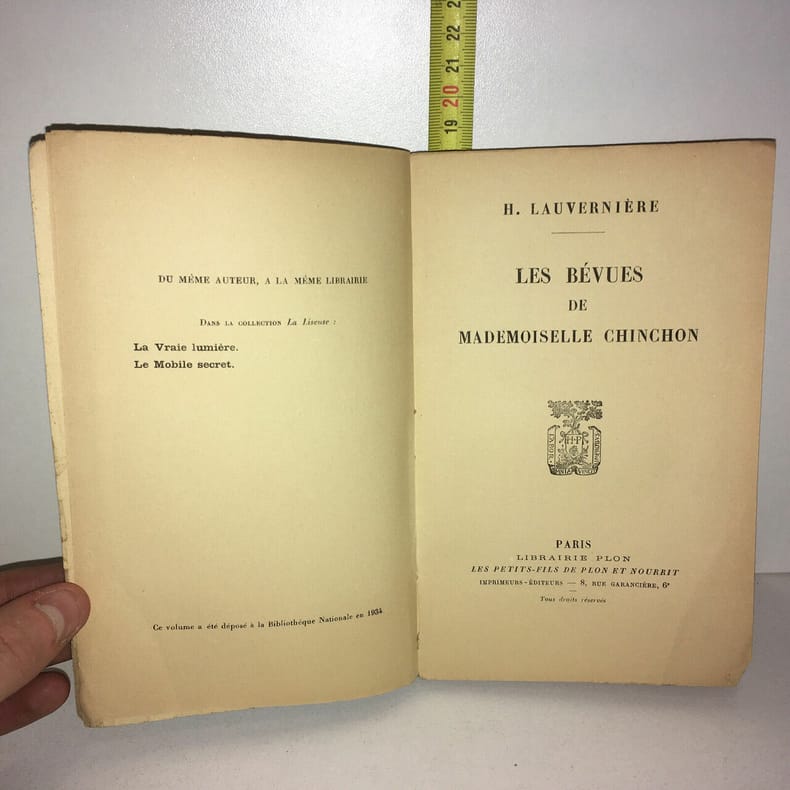 DU MÊME AUTEUR, A LA MÊME LIBRAIRIE
DANS LA COLLECTION La Liseuse :
La Vraie lumière.
Le Mobile secret.
Ce volume a été déposé à la Bibliothèque Nationale en 1934
19 20 21 22
H. LAUVERNIÈRE
LES BÉVUES
DE
MADEMOISELLE CHINCHON
H·P
PARIS
LIBRAIRIE PLON
LES PETITS-FILS DE PLON ET NOURRIT
IMPRIMEURS-ÉDITEURS — 8, RUE GARANCIÈRE, 6e
Tous droits réservés